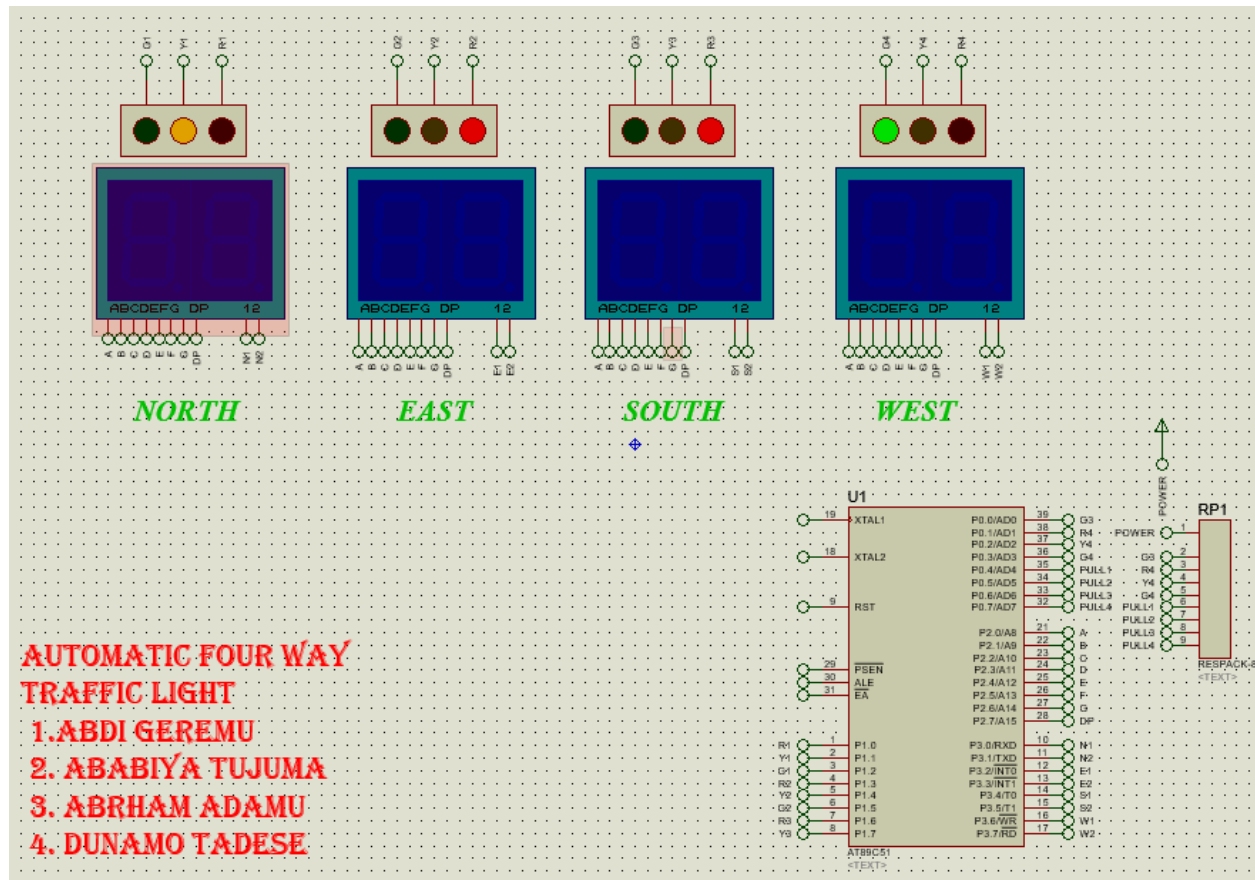 G1 Y1 R1 G2 Y2 R2 G3 Y3 R3 G4 Y4 R4
ABCDEFG DP 12 ABCDEFG DP 12 ABCDEFG DP 12 ABCDEFG DP 12
A B C D E F G DP N1 N2 A B C D E F G DP E1 E2 A B C D E F G DP S1 S2 A B C D E F G DP W1 W2
NORTH EAST SOUTH WEST
POWER
U1
RP1
19 XTAL1 P0.0/AD0 39 G3
P0.1/AD1 38 R4 POWER 1
P0.2/AD2 37 Y4
18 XTAL2 P0.3/AD3 36 G4 G3 2
P0.4/AD4 35 PULL1 R4 3
P0.5/AD5 34 PULL2 Y4 4
P0.6/AD6 33 PULL3 G4 5
9 RST P0.7/AD7 32 PULL4 PULL1 6
PULL2 7
P2.0/A8 21 A PULL3 8
P2.1/A9 22 B PULL4 9
P2.2/A10 23 C
29 PSEN P2.3/A11 24 D RESPACK-8
30 ALE P2.4/A12 25 E <TEXT>
31 EA P2.5/A13 26 F
P2.6/A14 27 G
P2.7/A15 28 DP
R1 1 P1.0 P3.0/RXD 10 N1
Y1 2 P1.1 P3.1/TXD 11 N2
G1 3 P1.2 P3.2/INT0 12 E1
R2 4 P1.3 P3.3/INT1 13 E2
Y2 5 P1.4 P3.4/T0 14 S1
G2 6 P1.5 P3.5/T1 15 S2
R3 7 P1.6 P3.6/WR 16 W1
Y3 8 P1.7 P3.7/RD 17 W2
AT89C51
<TEXT>
AUTOMATIC FOUR WAY
TRAFFIC LIGHT
1.ABDI GEREMU
2. ABABIYA TUJUMA
3. ABRHAM ADAMU
4. DUNAMO TADESE